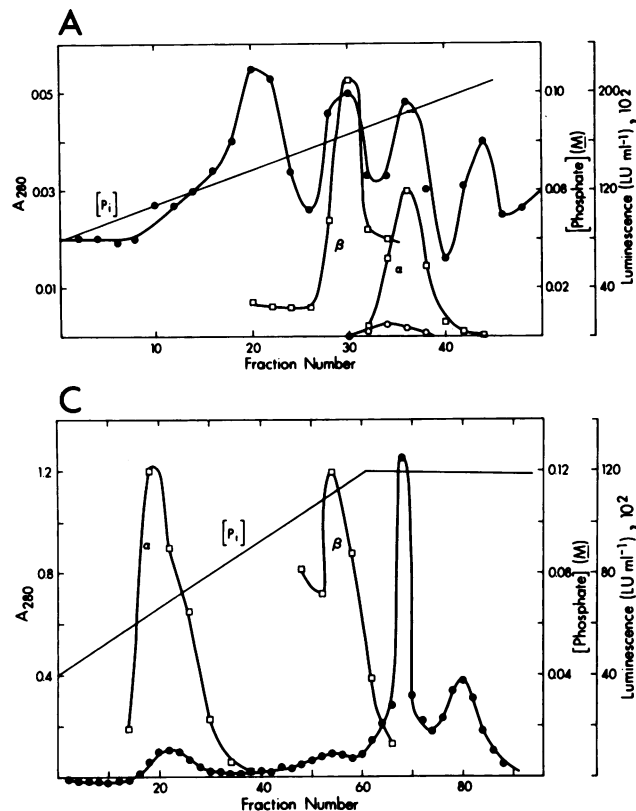 A
0.05
0.03
0.01
A280
[Pi]
β
α
10
20
30
40
Fraction Number
0.10
0.06
0.02
[Phosphate] (M)
200
120
40
Luminescence (LU ml⁻¹), 10²
C
1.2
0.8
0.4
A280
α
[Pi]
β
20
40
60
80
Fraction Number
0.12
0.08
0.04
[Phosphate] (M)
120
80
40
Luminescence (LU ml⁻¹), 10²